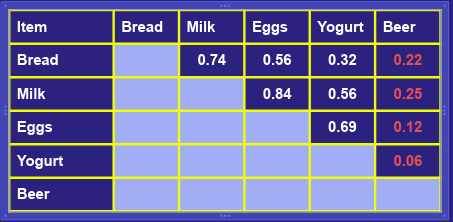 Item Bread Milk Eggs Yogurt Beer
Bread 0.74 0.56 0.32 0.22
Milk 0.84 0.56 0.25
Eggs 0.69 0.12
Yogurt 0.06
Beer